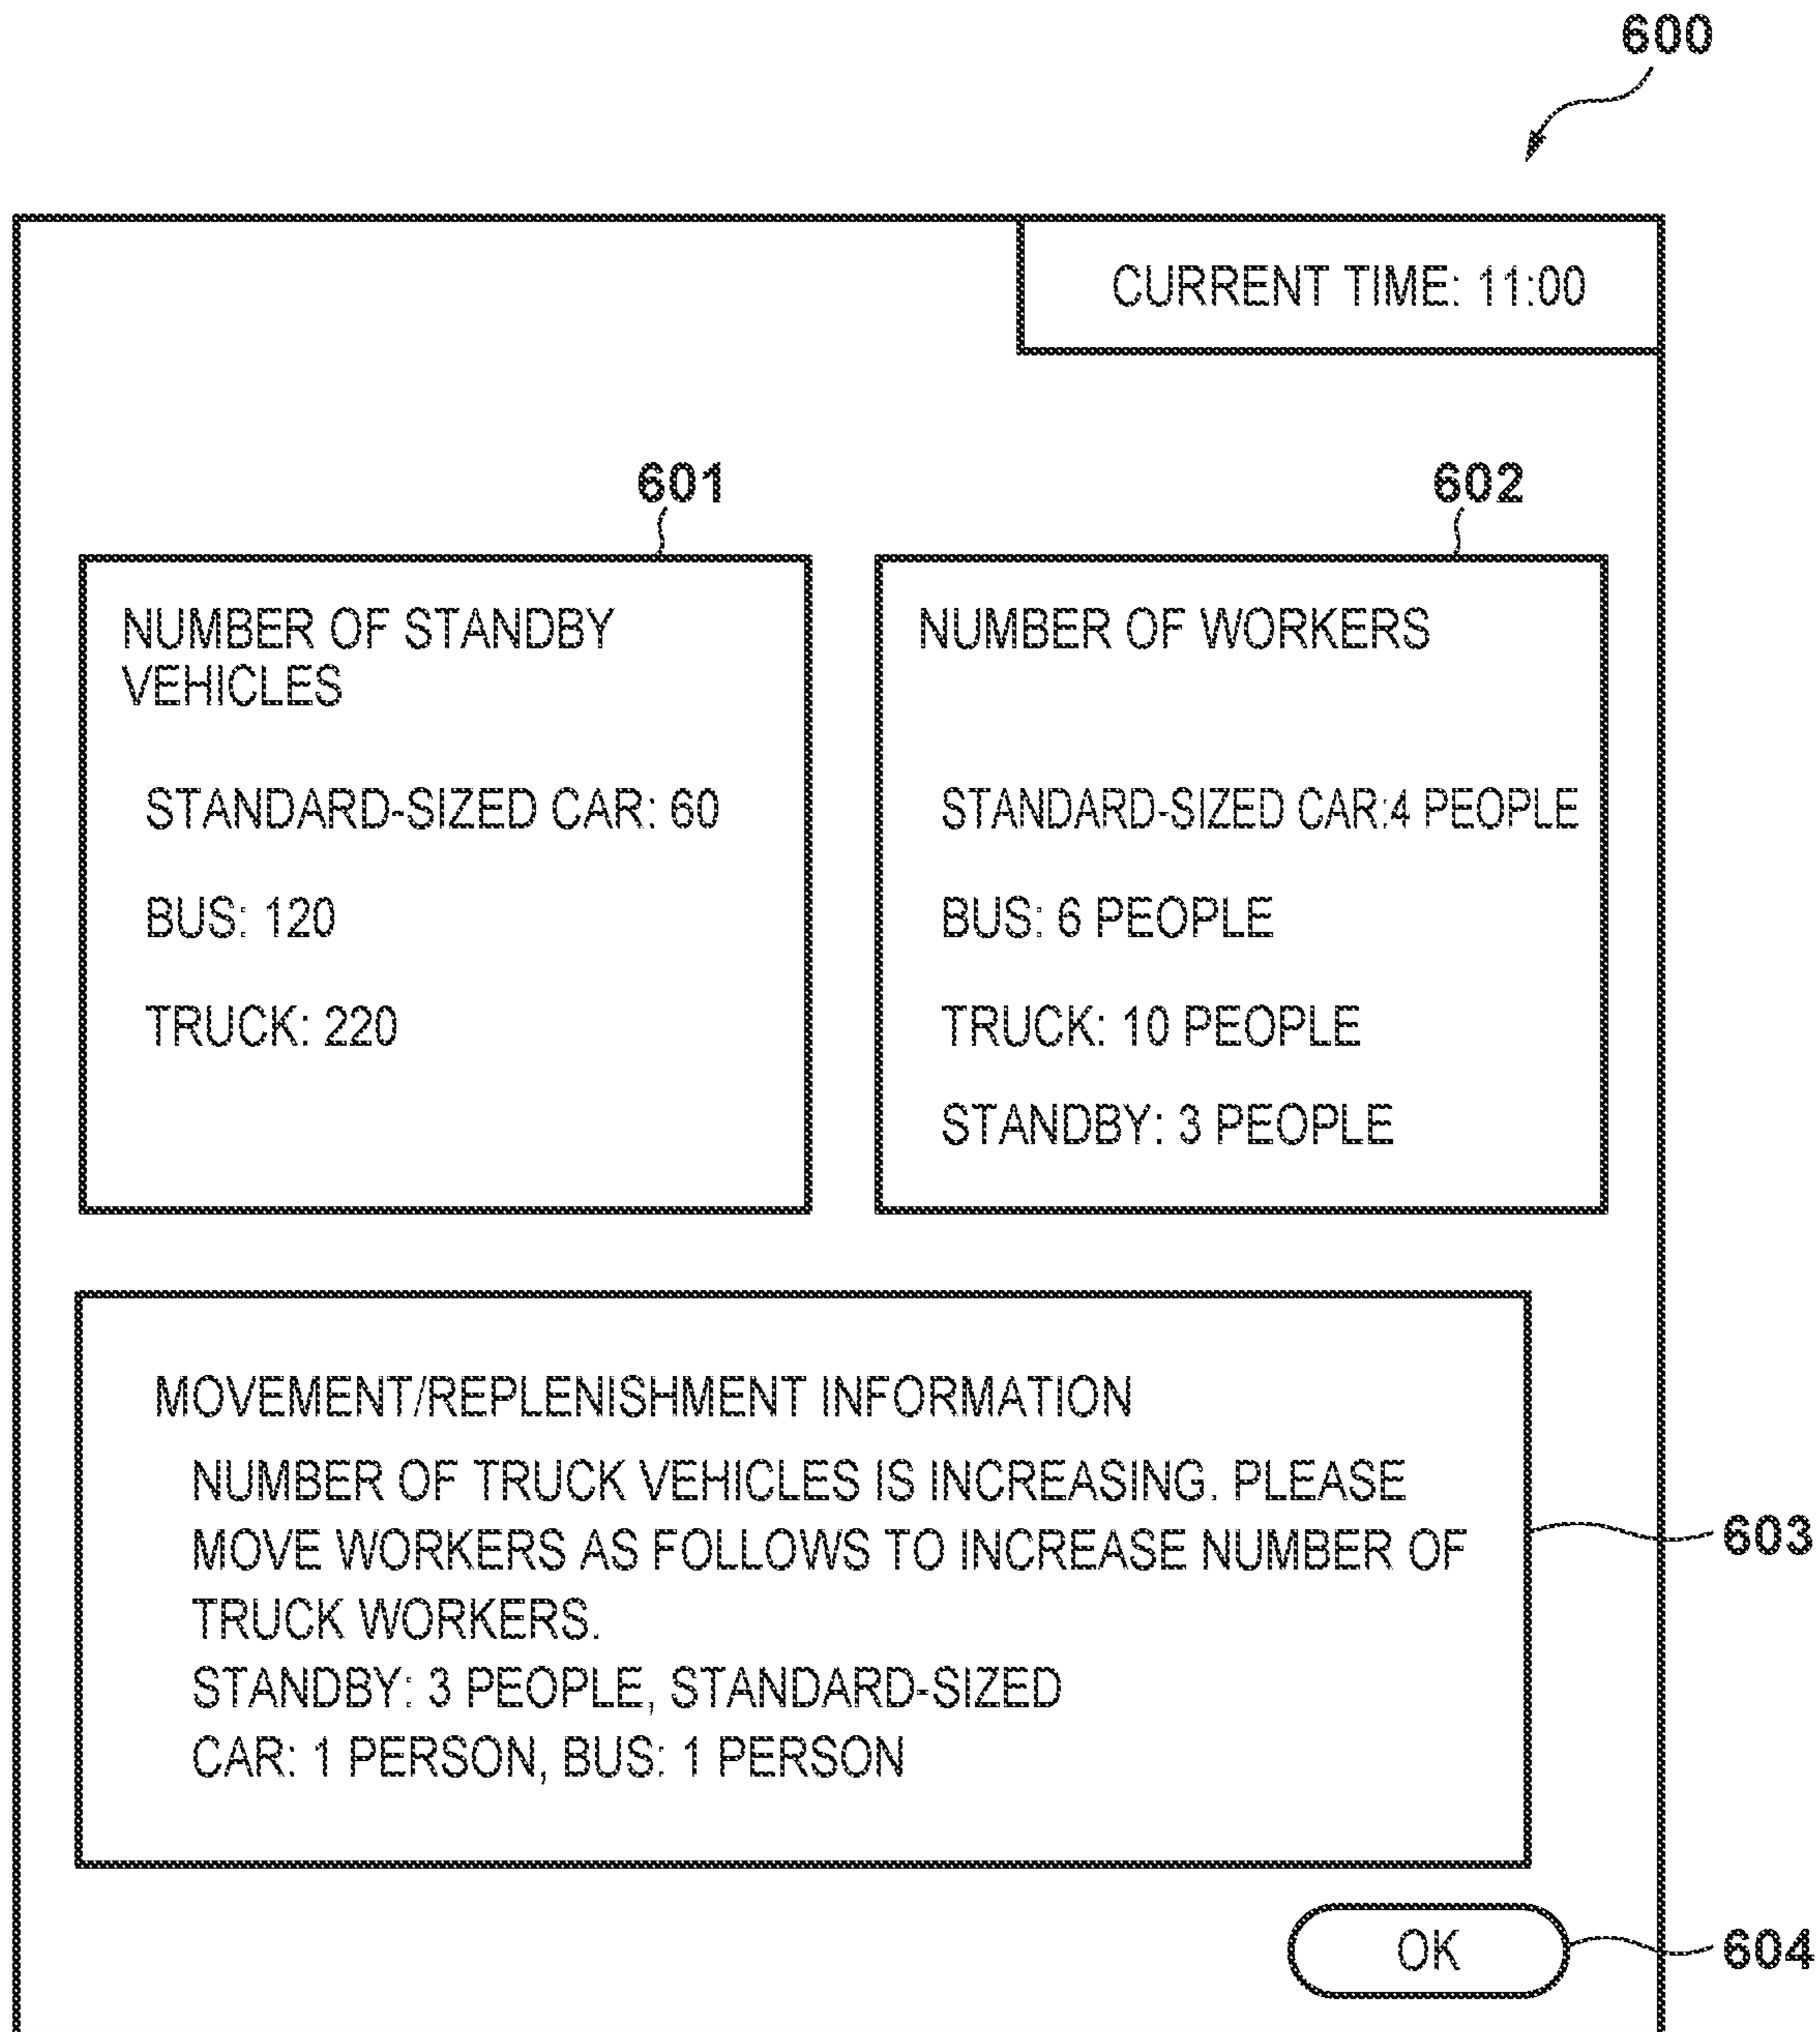 600
CURRENT TIME: 11:00
601
NUMBER OF STANDBY
VEHICLES
STANDARD-SIZED CAR: 60
BUS: 120
TRUCK: 220
602
NUMBER OF WORKERS
STANDARD-SIZED CAR:4 PEOPLE
BUS: 6 PEOPLE
TRUCK: 10 PEOPLE
STANDBY: 3 PEOPLE
MOVEMENT/REPLENISHMENT INFORMATION
NUMBER OF TRUCK VEHICLES IS INCREASING. PLEASE
MOVE WORKERS AS FOLLOWS TO INCREASE NUMBER OF
TRUCK WORKERS.
STANDBY: 3 PEOPLE, STANDARD-SIZED
CAR: 1 PERSON, BUS: 1 PERSON
603
OK
604